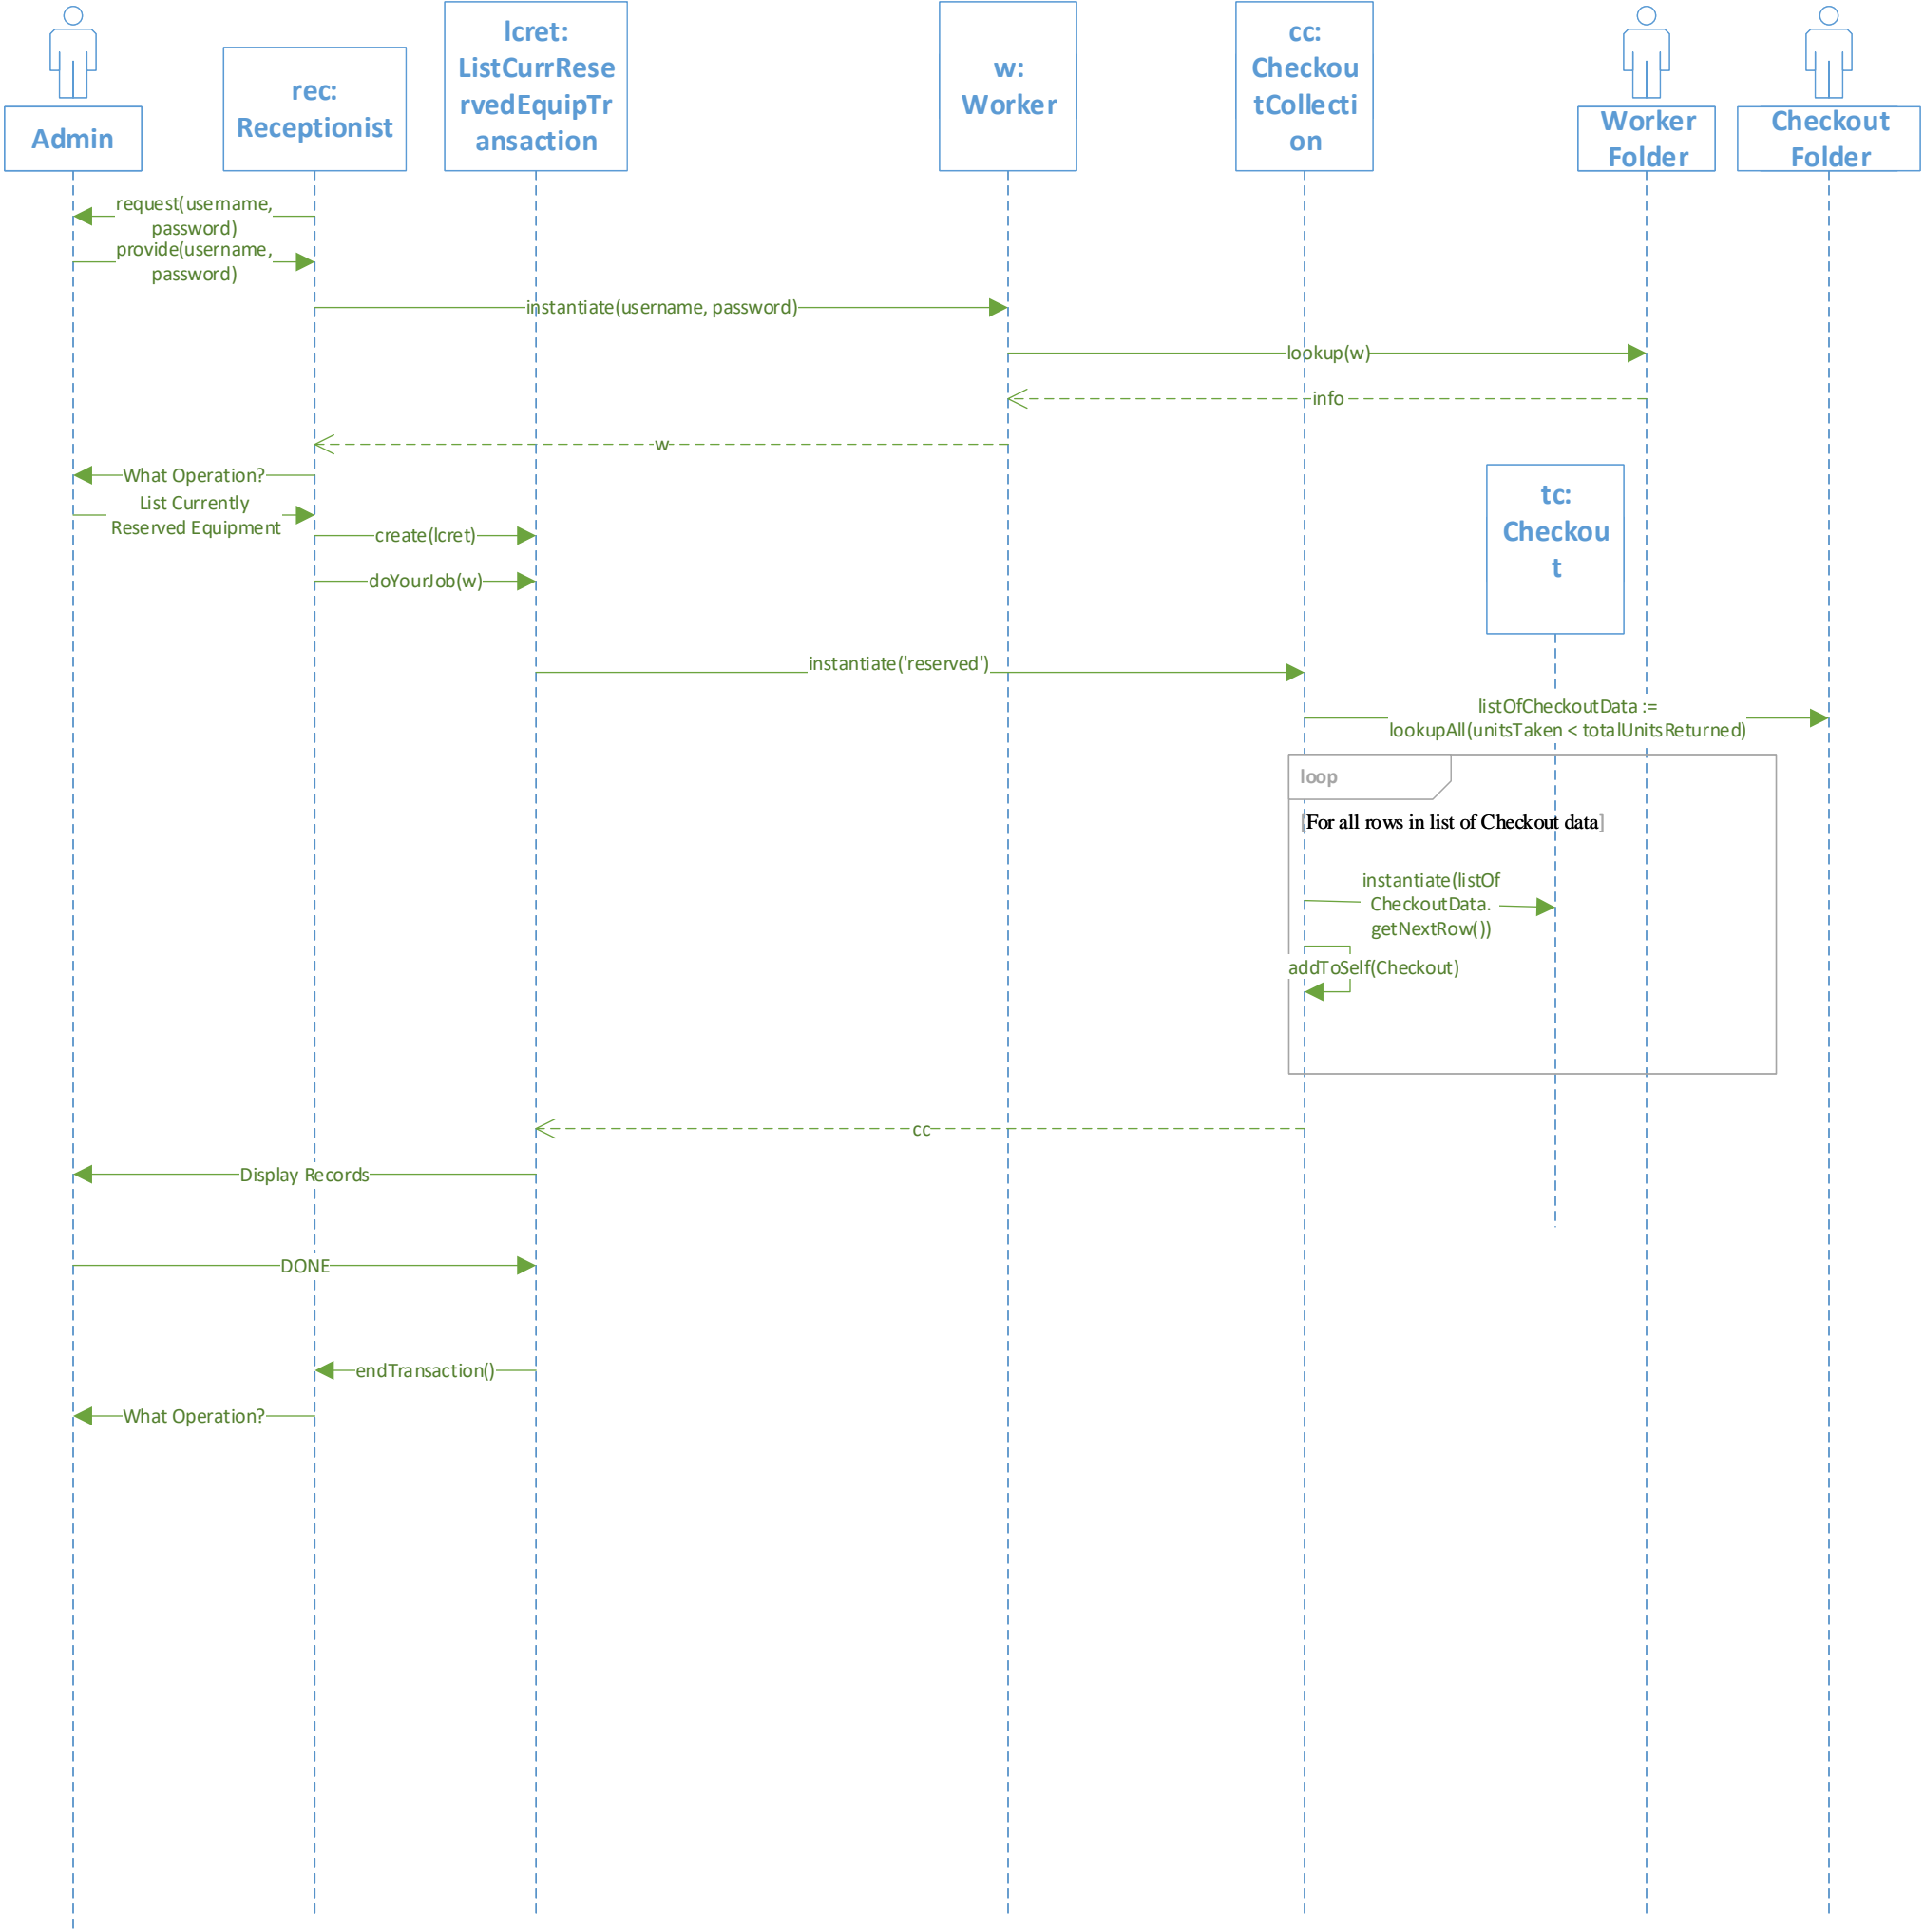 Admin
rec:
Receptionist
lcret:
ListCurrRese
rvedEquipTr
ansaction
w:
Worker
cc:
Checkou
tCollecti
on
Worker
Folder
Checkout
Folder
request(username,
password)
provide(username,
password)
instantiate(username, password)
lookup(w)
info
w
What Operation?
List Currently
Reserved Equipment
tc:
Checkou
t
create(lcret)
doYourJob(w)
instantiate('reserved')
listOfCheckoutData :=
lookupAll(unitsTaken < totalUnitsReturned)
loop
[For all rows in list of Checkout data]
instantiate(listOf
CheckoutData.
getNextRow())
addToSelf(Checkout)
cc
Display Records
DONE
endTransaction()
What Operation?